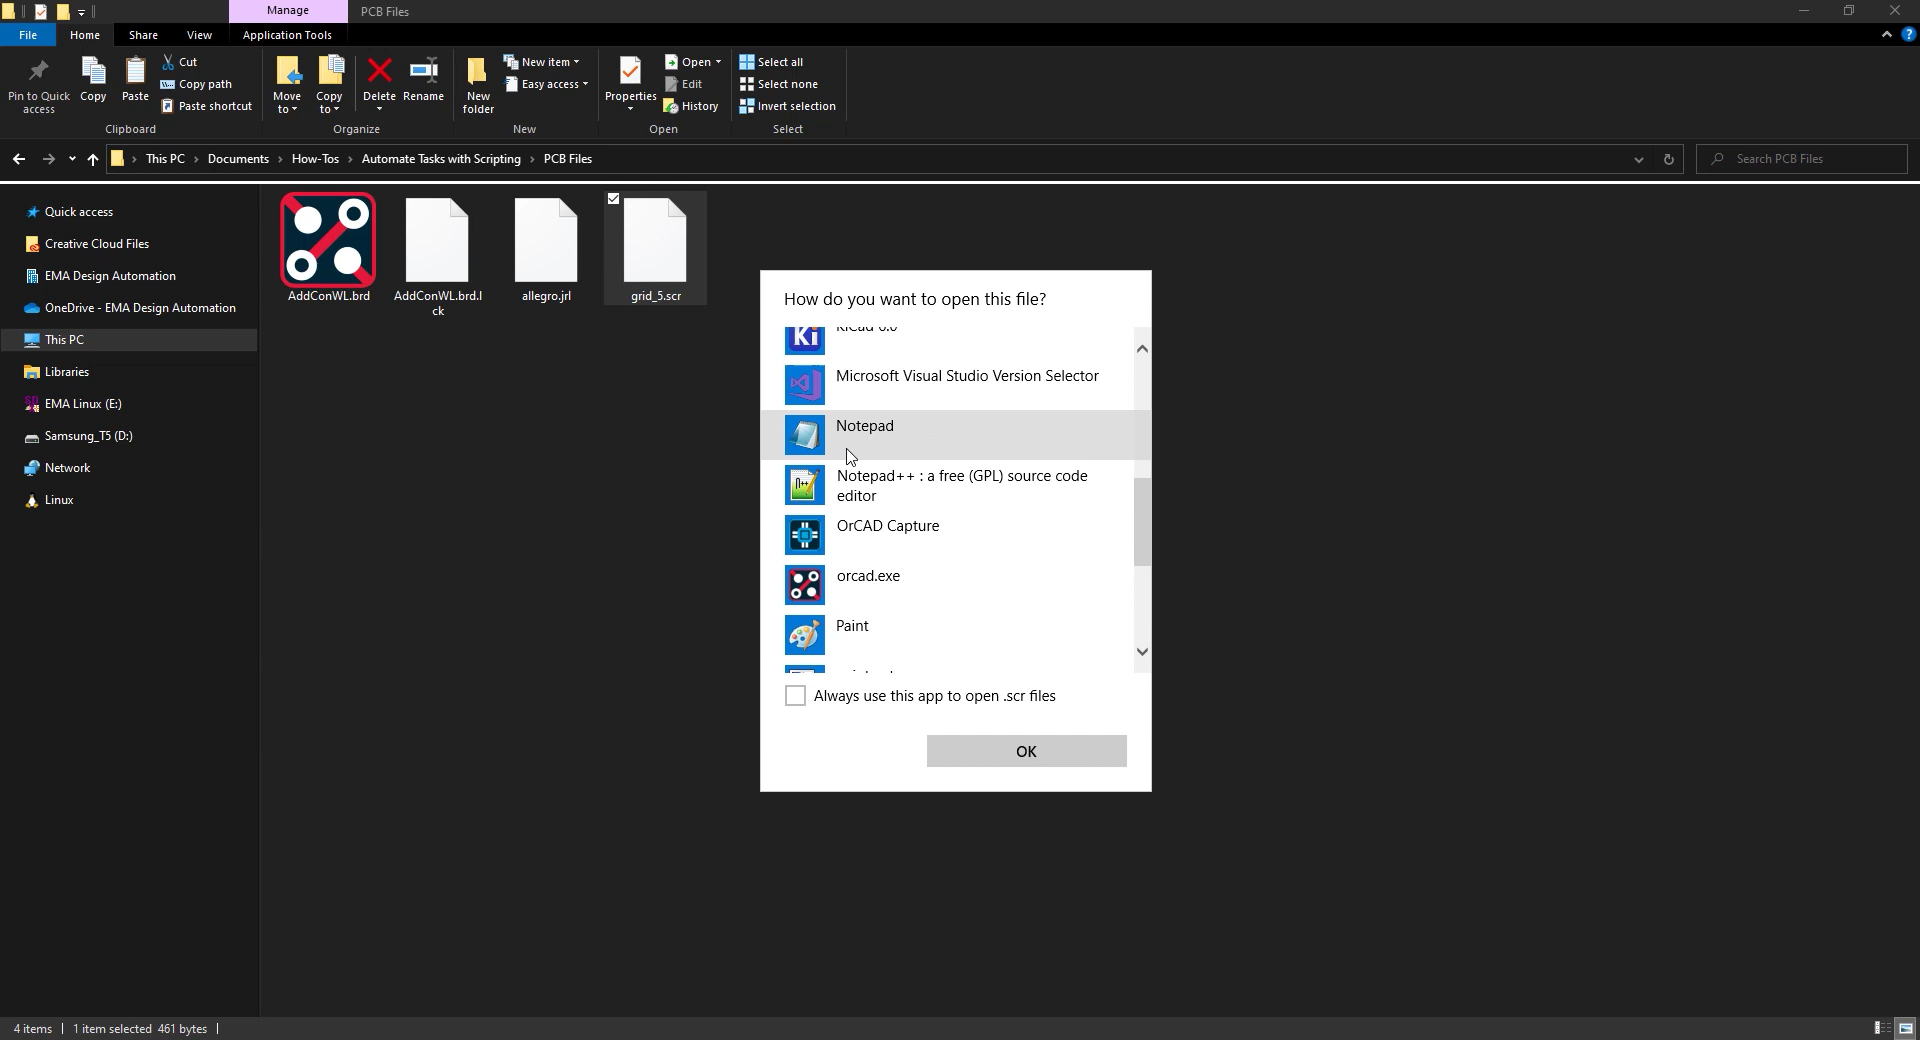 Manage
PCB Files
File
Home
Share
View
Application Tools
Pin to Quick
access
Copy
Paste
Cut
Copy path
Paste shortcut
Clipboard
Move
to
Copy
to
Delete
Rename
Organize
New
folder
New item
Easy access
New
Properties
Open
Edit
History
Open
Select all
Select none
Invert selection
Select
This PC
Documents
How-Tos
Automate Tasks with Scripting
PCB Files
Search PCB Files
Quick access
Creative Cloud Files
EMA Design Automation
OneDrive - EMA Design Automation
This PC
Libraries
EMA Linux (E:)
Samsung_T5 (D:)
Network
Linux
AddConWL.brd
AddConWL.brd.l
ck
allegro.jrl
grid_5.scr
How do you want to open this file?
Ki
KiCad 6.0
Microsoft Visual Studio Version Selector
Notepad
Notepad++ : a free (GPL) source code
editor
OrCAD Capture
orcad.exe
Paint
Always use this app to open .scr files
OK
4 items
1 item selected 461 bytes